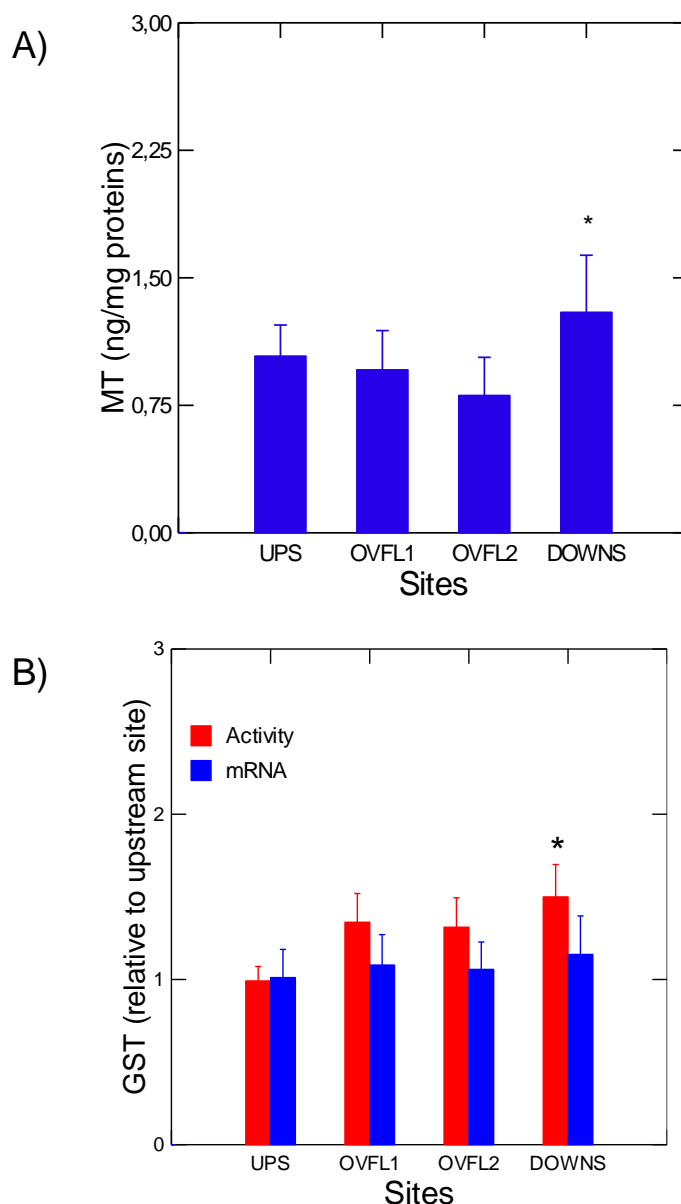 A)
MT (ng/mg proteins)
3,00
2,25
1,50
0,75
0,00
*
UPS OVFL1 OVFL2 DOWNS
Sites
B)
GST (relative to upstream site)
3
2
1
0
Activity
mRNA
*
UPS OVFL1 OVFL2 DOWNS
Sites